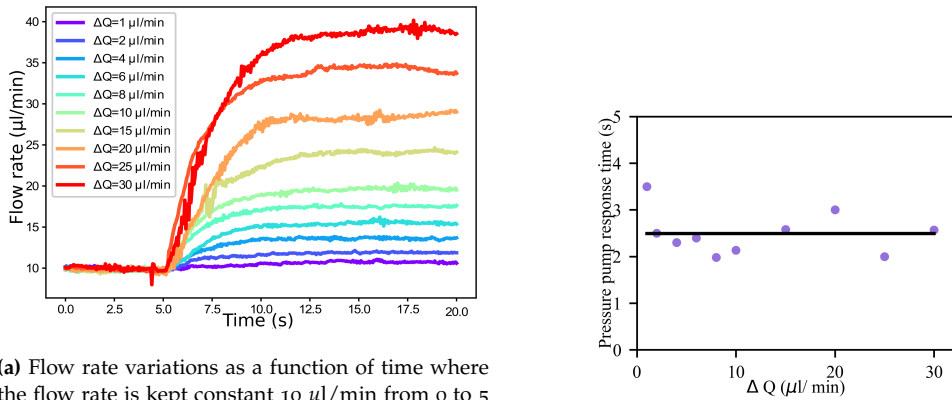 40
35
30
25
20
15
10
Flow rate (µl/min)
ΔQ=1 µl/min
ΔQ=2 µl/min
ΔQ=4 µl/min
ΔQ=6 µl/min
ΔQ=8 µl/min
ΔQ=10 µl/min
ΔQ=15 µl/min
ΔQ=20 µl/min
ΔQ=25 µl/min
ΔQ=30 µl/min
0.0 2.5 5.0 7.5 10.0 12.5 15.0 17.5 20.0
Time (s)
(a) Flow rate variations as a function of time where
the flow rate is kept constant 10 µl/min from 0 to 5
5
4
3
2
1
0
Pressure pump response time (s)
0 10 20 30
Δ Q (µl/ min)